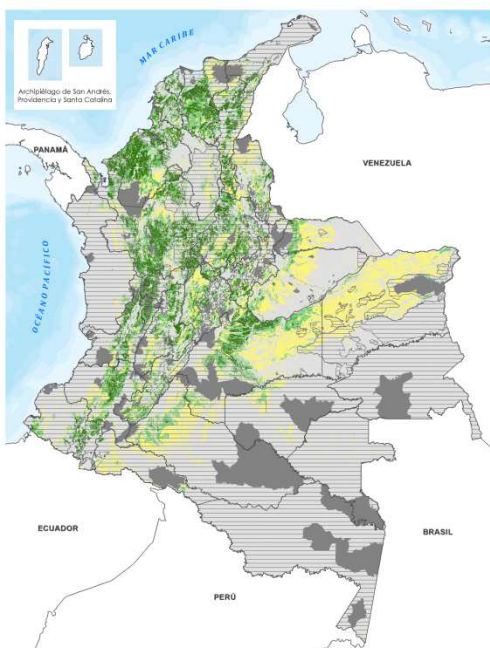 MAR CARIBE
Archipiélago de San Andrés,
Providencia y Santa Catalina
PANAMÁ
VENEZUELA
OCÉANO PACÍFICO
ECUADOR
BRASIL
PERÚ